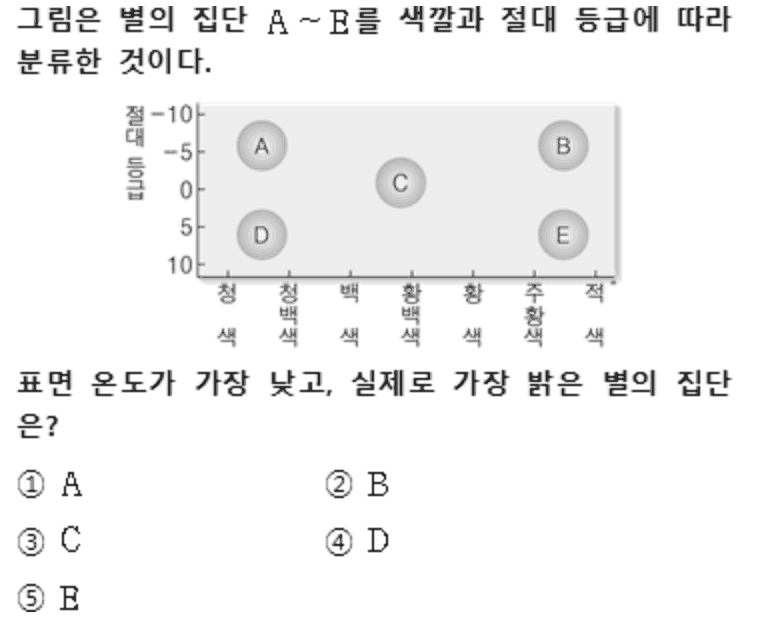 그림은 별의 집단 A ~ E를 색깔과 절대 등급에 따라
분류한 것이다.
절대 등급
-10
-5
0
5
10
A
B
C
D
E
청색
청백색
백색
황백색
황색
주황색
적색
표면 온도가 가장 낮고, 실제로 가장 밝은 별의 집단
은?
① A
② B
③ C
④ D
⑤ E